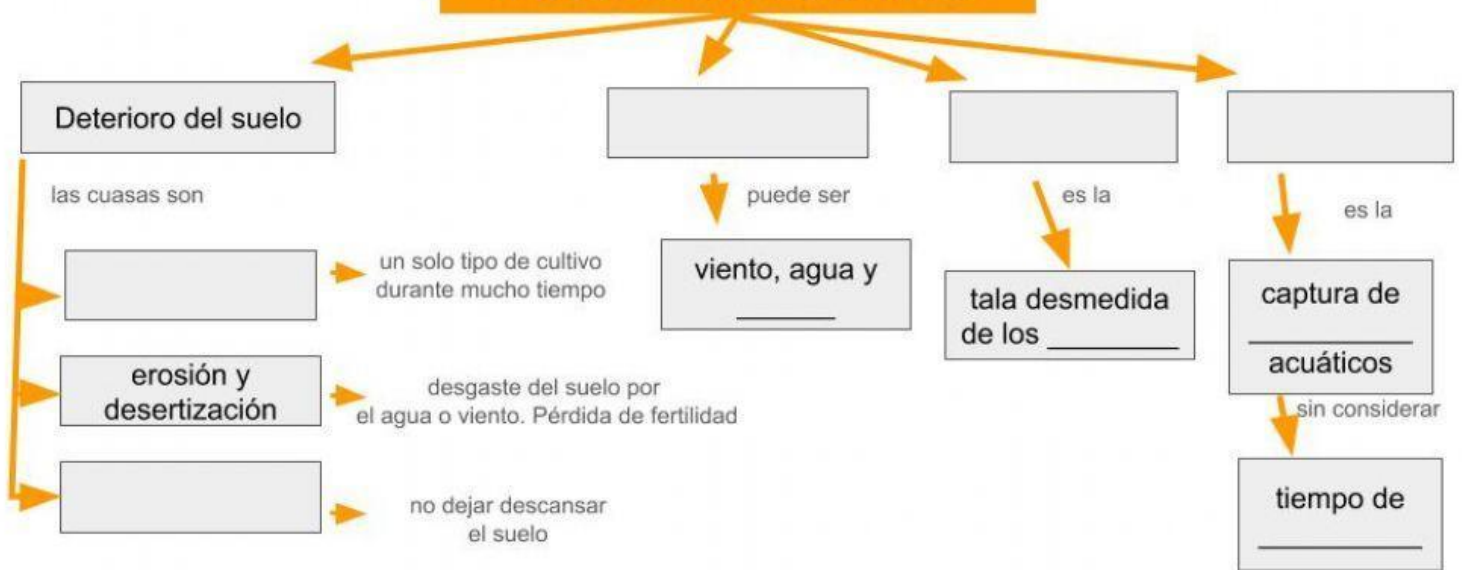 Deterioro del suelo
las cuasas son
un solo tipo de cultivo
durante mucho tiempo
erosión y
desertización
desgaste del suelo por
el agua o viento. Pérdida de fertilidad
no dejar descansar
el suelo
puede ser
viento, agua y
es la
tala desmedida
de los
es la
captura de
acuáticos
sin considerar
tiempo de